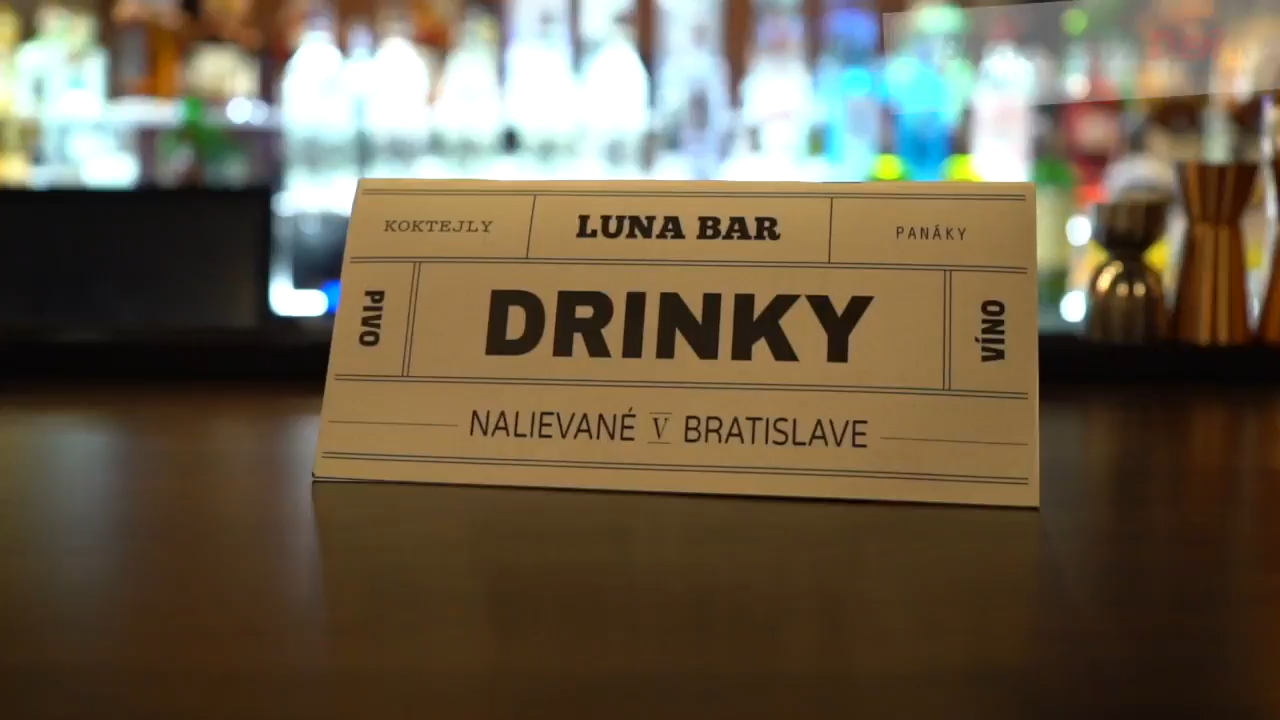 KOKTEJLY
LUNA BAR
PANÁKY
PIVO
DRINKY
VÍNO
NALIEVANÉ V BRATISLAVE